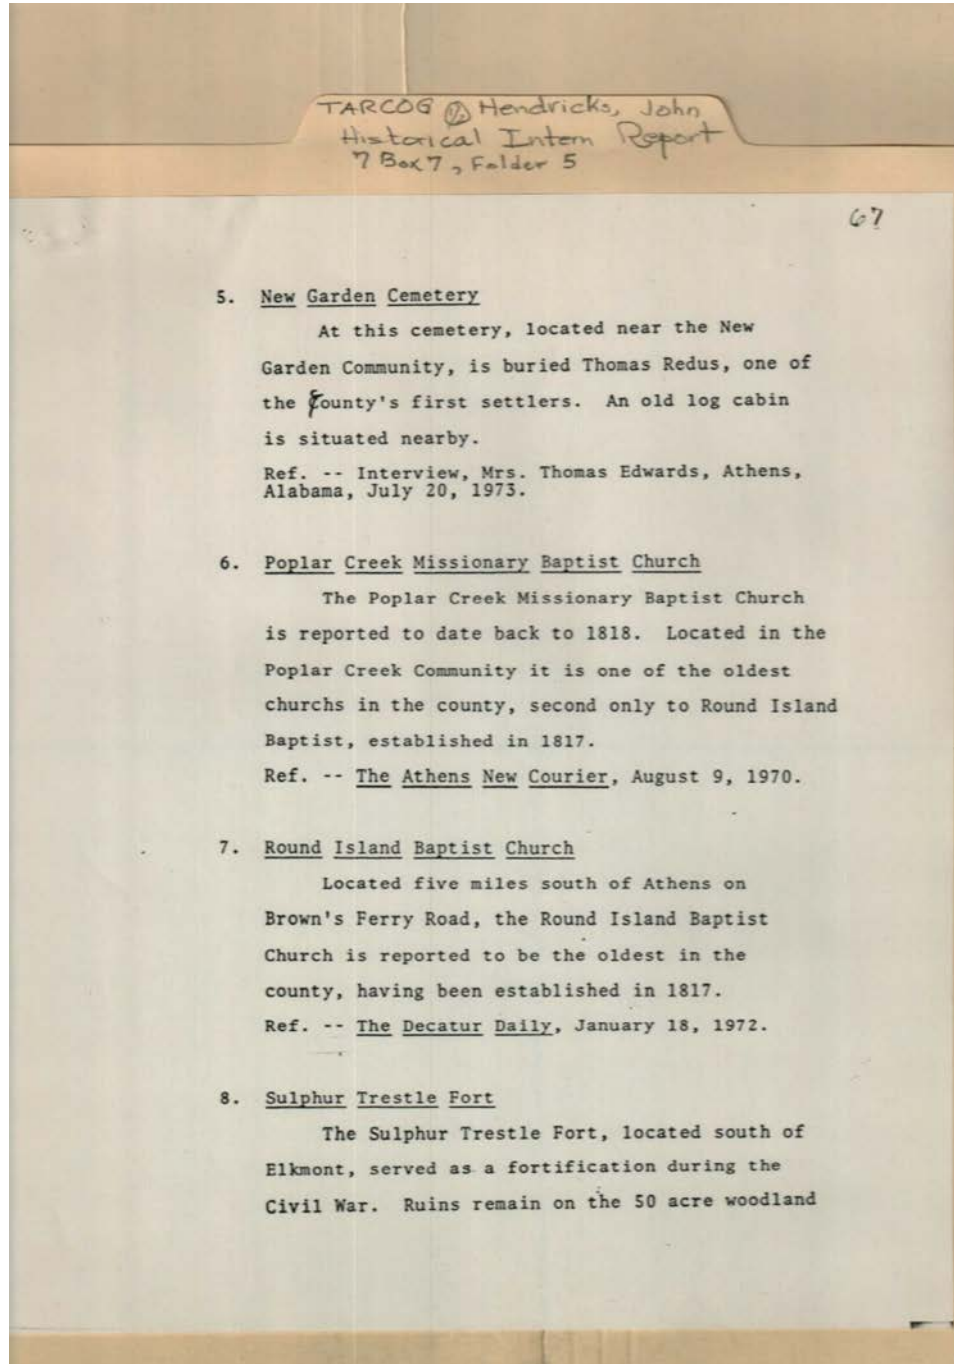 TARCOG Hendricks, John
Historical Intern Report
7 Box 7, Folder 5
67
5. New Garden Cemetery
At this cemetery, located near the New
Garden Community, is buried Thomas Redus, one of
the County's first settlers. An old log cabin
is situated nearby.
Ref. -- Interview, Mrs. Thomas Edwards, Athens,
Alabama, July 20, 1973.
6. Poplar Creek Missionary Baptist Church
The Poplar Creek Missionary Baptist Church
is reported to date back to 1818. Located in the
Poplar Creek Community it is one of the oldest
churchs in the county, second only to Round Island
Baptist, established in 1817.
Ref. -- The Athens New Courier, August 9, 1970.
7. Round Island Baptist Church
Located five miles south of Athens on
Brown's Ferry Road, the Round Island Baptist
Church is reported to be the oldest in the
county, having been established in 1817.
Ref. -- The Decatur Daily, January 18, 1972.
8. Sulphur Trestle Fort
The Sulphur Trestle Fort, located south of
Elkmont, served as a fortification during the
Civil War. Ruins remain on the 50 acre woodland